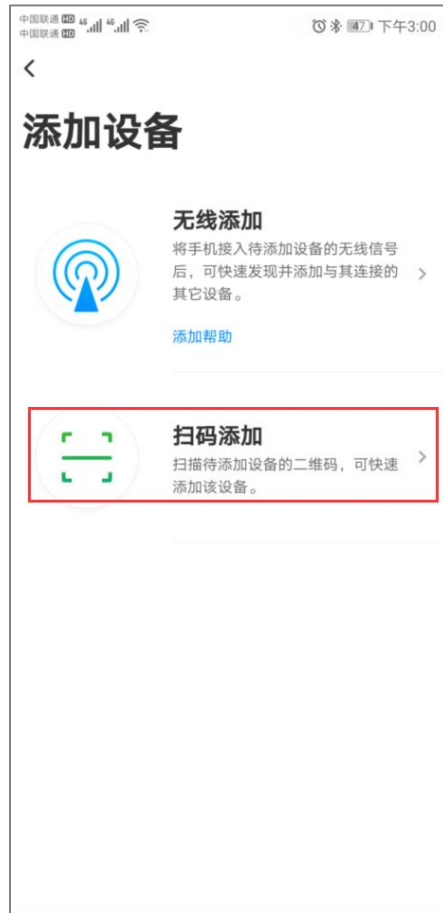 中国联通 HD 4G 4G
中国联通 HD 47 下午3:00
添加设备
无线添加
将手机接入待添加设备的无线信号
后，可快速发现并添加与其连接的
其它设备。
添加帮助
扫码添加
扫描待添加设备的二维码，可快速
添加该设备。